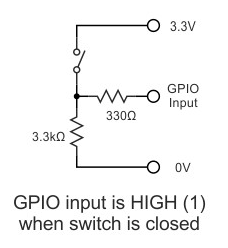 3.3V
GPIO
Input
330Ω
3.3kΩ
0V
GPIO input is HIGH (1)
when switch is closed